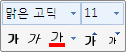 맑은 고딕 11
가 가 가 가 가